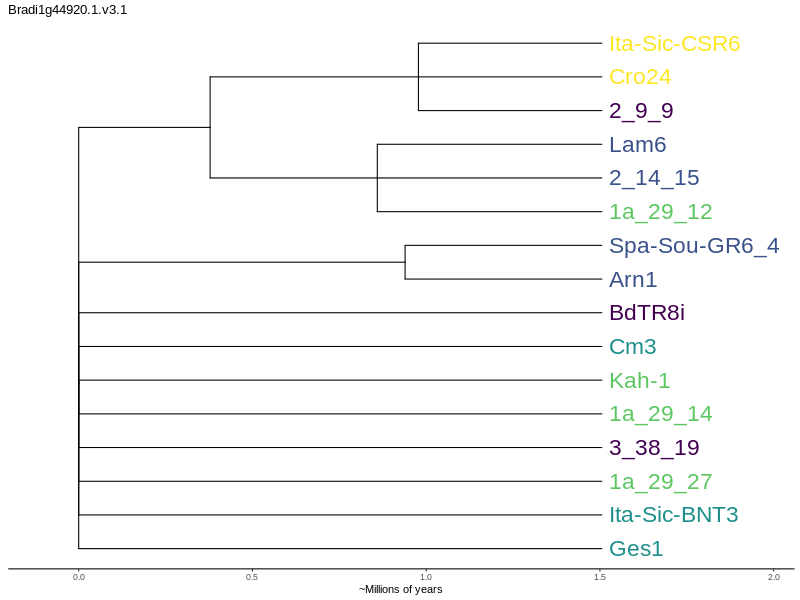 Bradi1g44920.1.v3.1
Ita-Sic-CSR6
Cro24
2_9_9
Lam6
2_14_15
1a_29_12
Spa-Sou-GR6_4
Arn1
BdTR8i
Cm3
Kah-1
1a_29_14
3_38_19
1a_29_27
Ita-Sic-BNT3
Ges1
0.0 0.5 1.0 1.5 2.0
~Millions of years